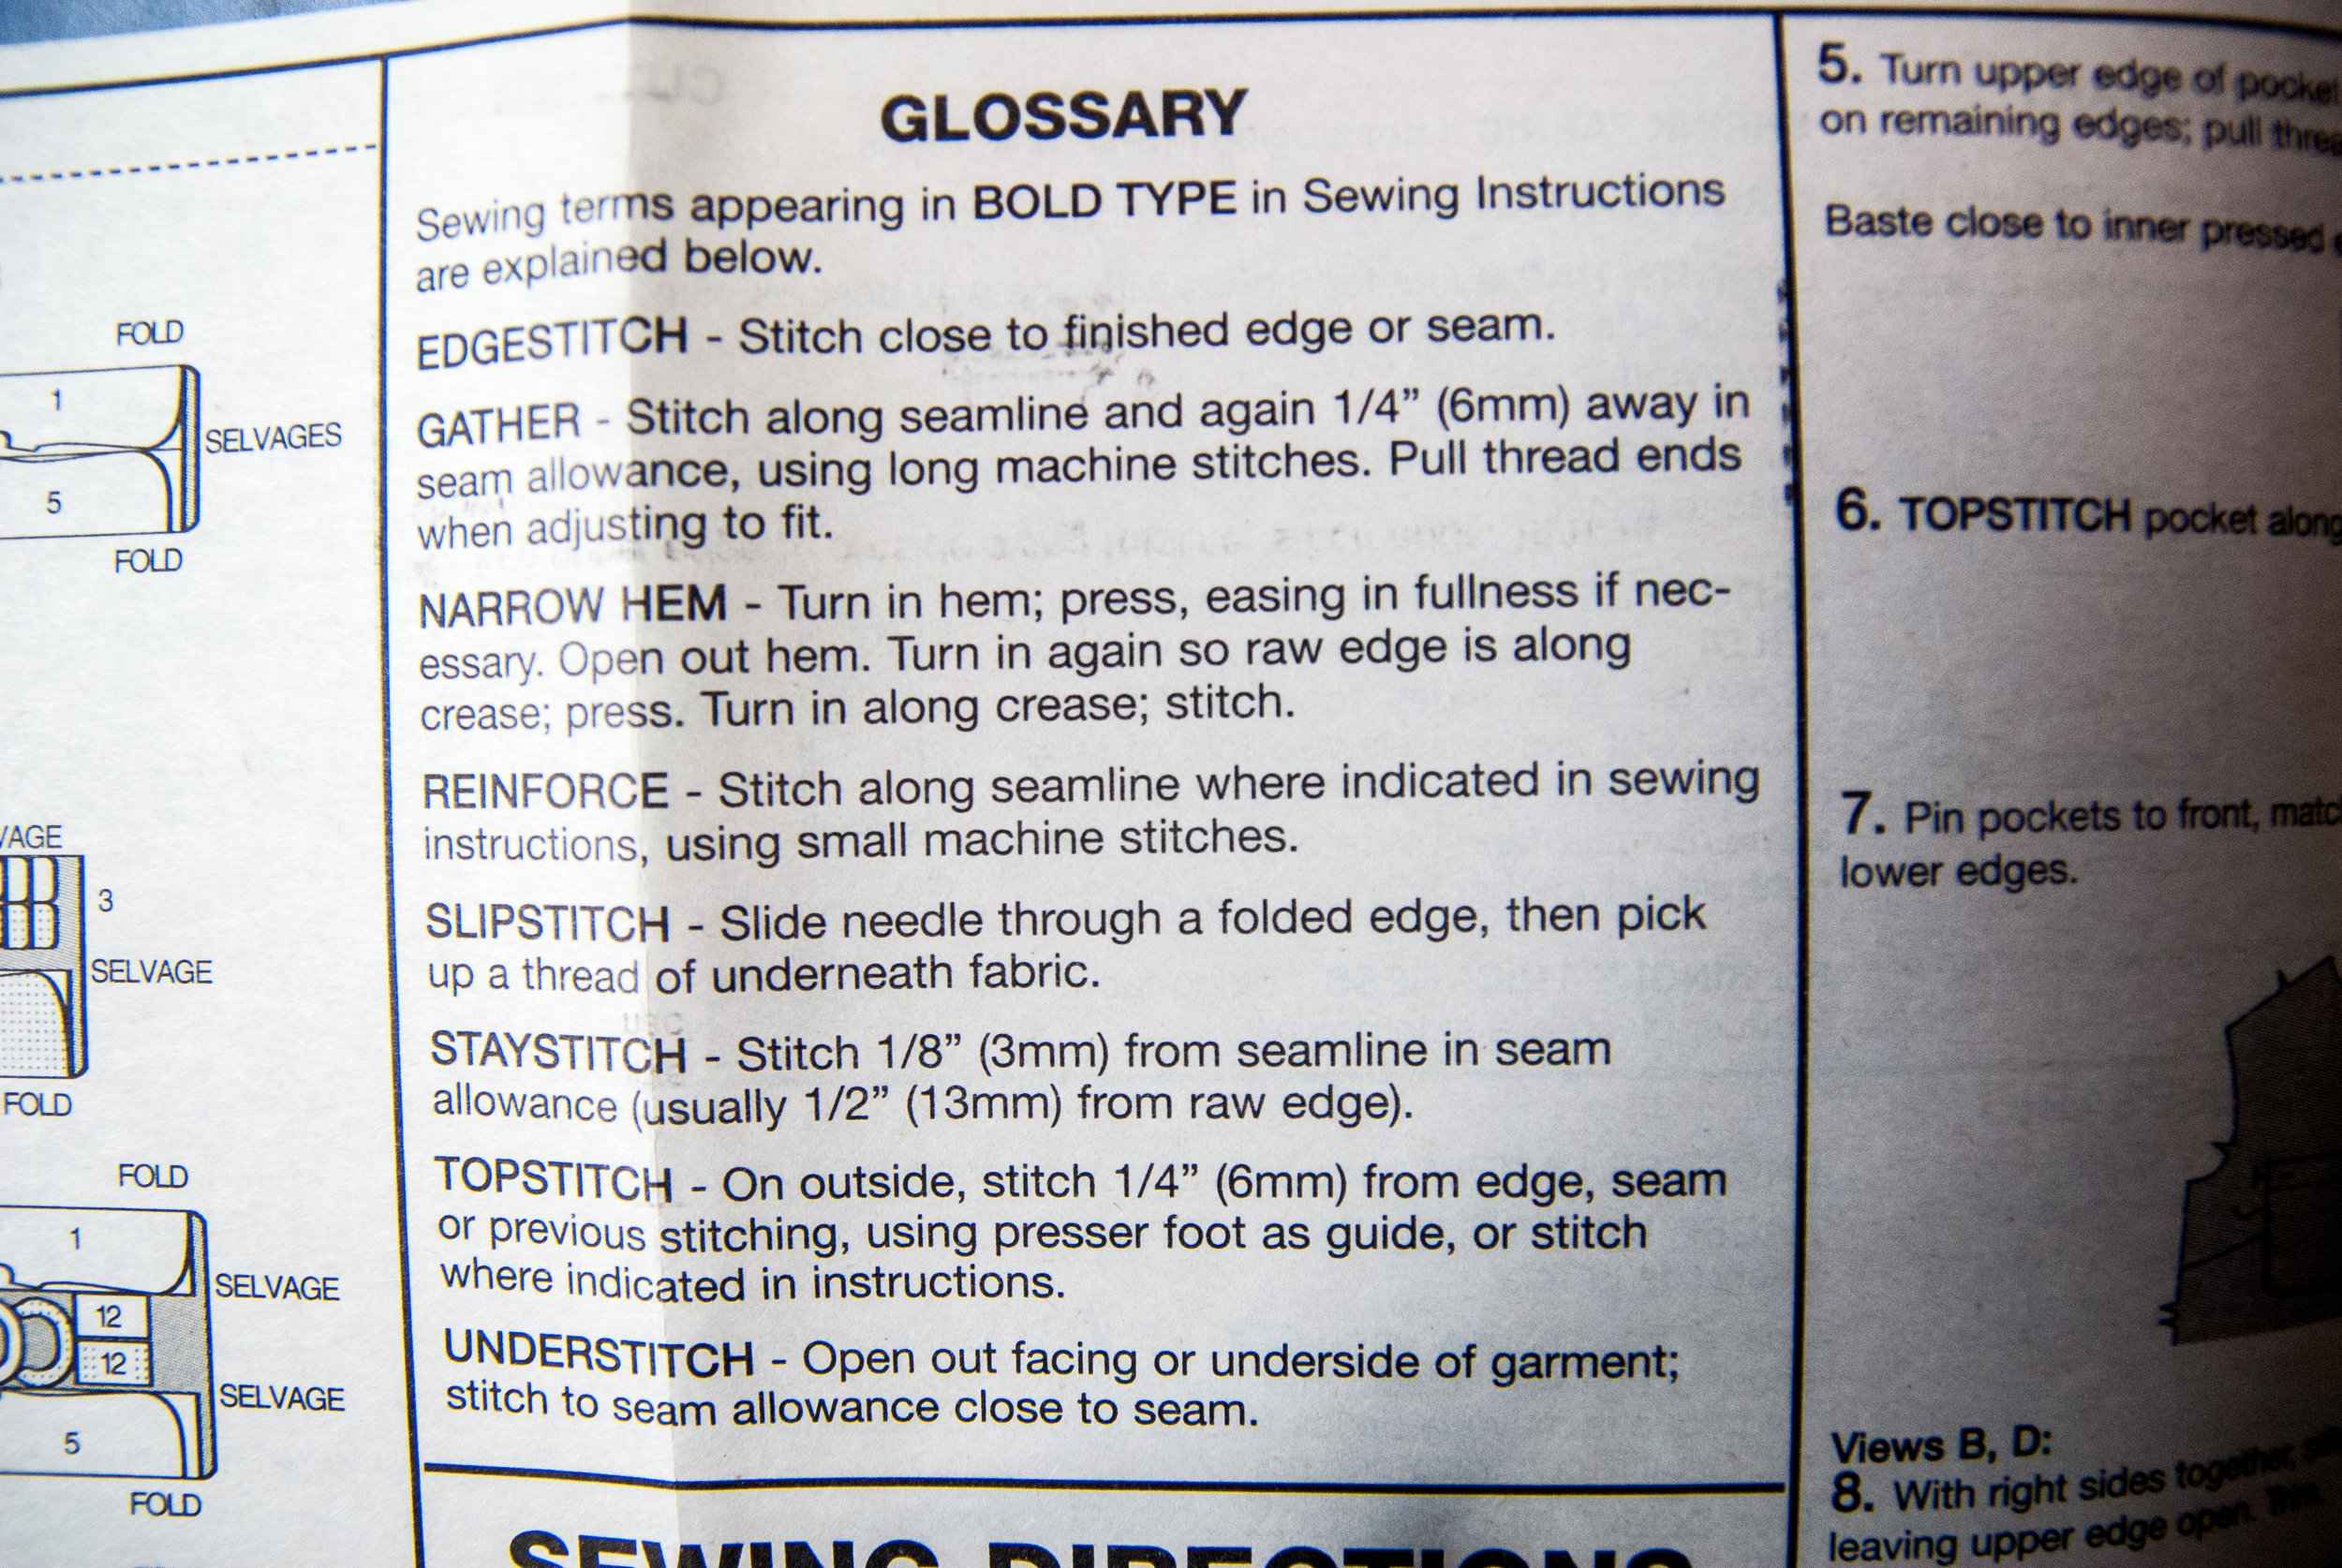 FOLD
1
SELVAGES
5
FOLD
3
SELVAGE
FOLD
FOLD
1
SELVAGE
12
12
SELVAGE
5
FOLD
GLOSSARY
Sewing terms appearing in BOLD TYPE in Sewing Instructions
are explained below.
EDGESTITCH - Stitch close to finished edge or seam.
GATHER - Stitch along seamline and again 1/4” (6mm) away in
seam allowance, using long machine stitches. Pull thread ends
when adjusting to fit.
NARROW HEM - Turn in hem; press, easing in fullness if nec-
essary. Open out hem. Turn in again so raw edge is along
crease; press. Turn in along crease; stitch.
REINFORCE - Stitch along seamline where indicated in sewing
instructions, using small machine stitches.
SLIPSTITCH - Slide needle through a folded edge, then pick
up a thread of underneath fabric.
STAYSTITCH - Stitch 1/8” (3mm) from seamline in seam
allowance (usually 1/2” (13mm) from raw edge).
TOPSTITCH - On outside, stitch 1/4” (6mm) from edge, seam
or previous stitching, using presser foot as guide, or stitch
where indicated in instructions.
UNDERSTITCH - Open out facing or underside of garment;
stitch to seam allowance close to seam.
SEWING DIRECTIONS
5. Turn upper edge of pocket
on remaining edges; pull
Baste close to inner pressed
6. TOPSTITCH pocket along
7. Pin pockets to front,
lower edges.
Views B, D:
8. With right sides together,
leaving upper edge open. Trim.